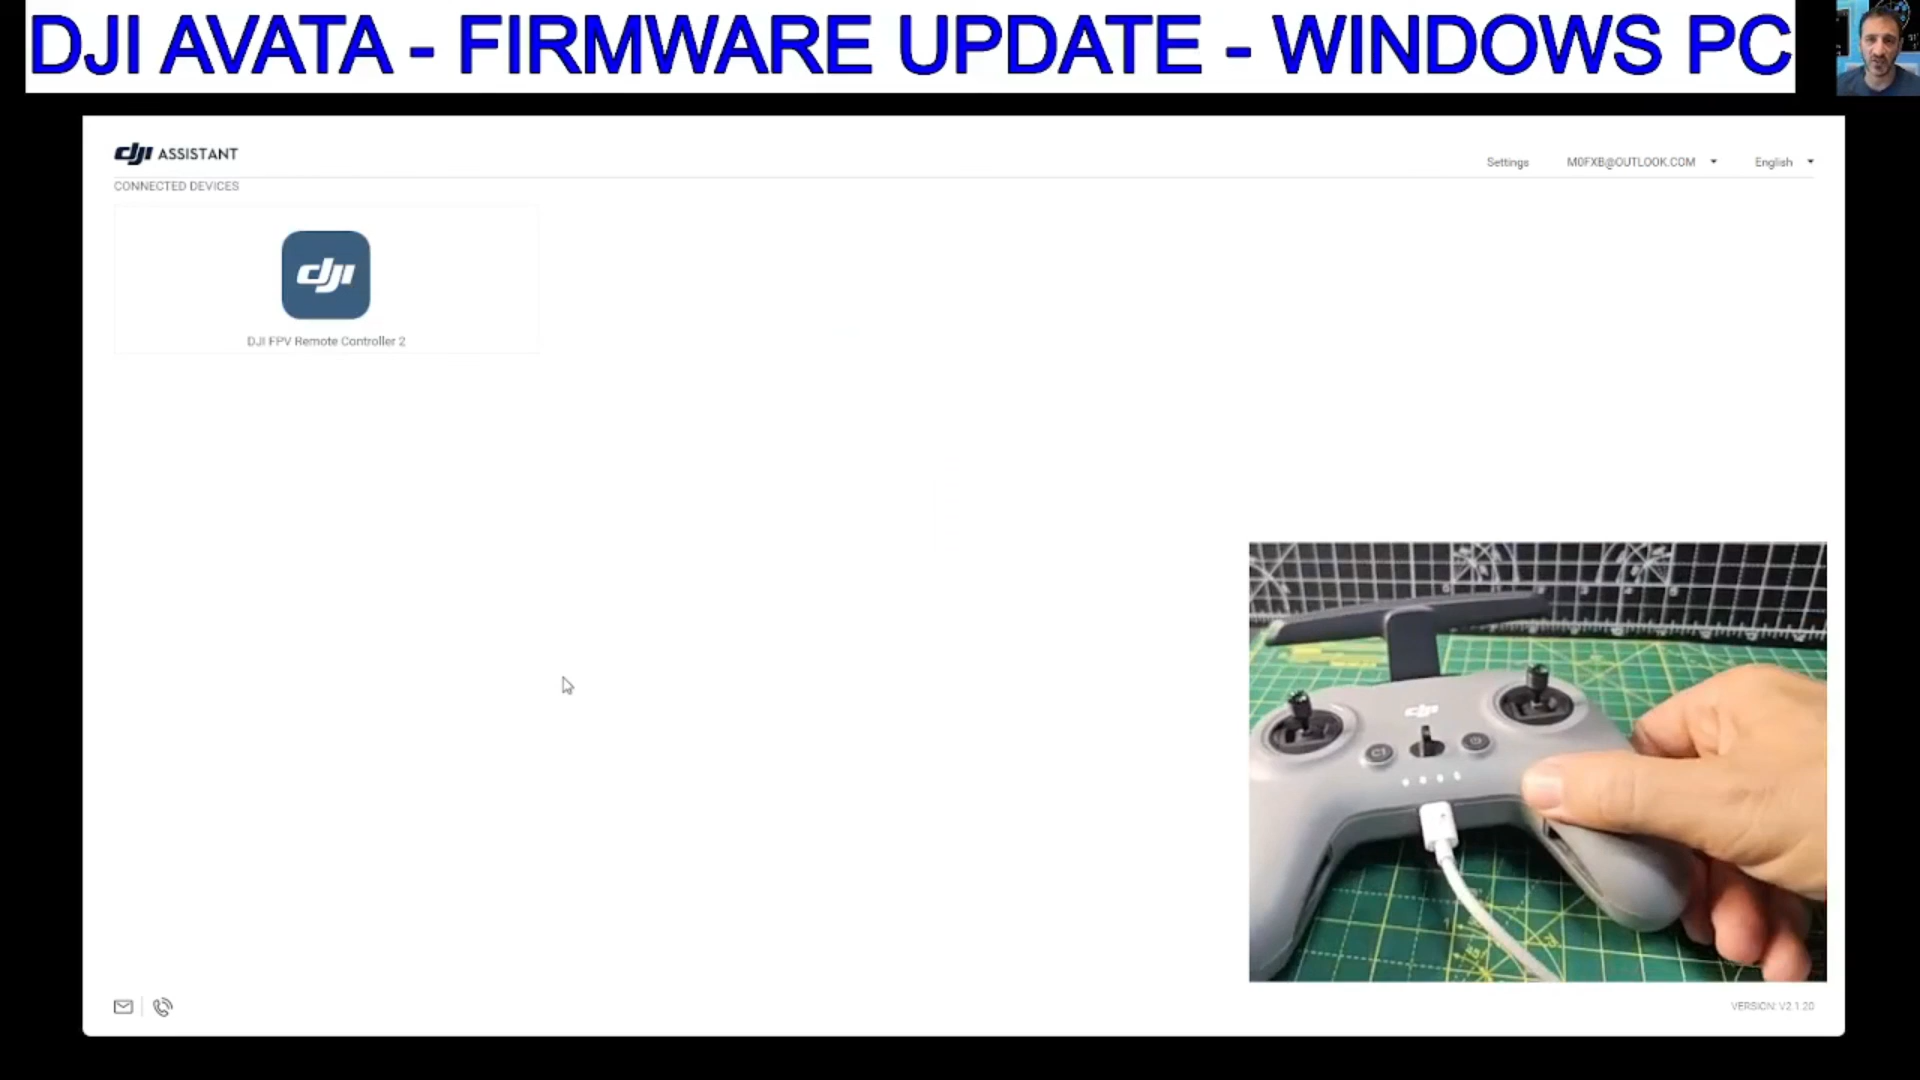 DJI AVATA - FIRMWARE UPDATE - WINDOWS PC
dji ASSISTANT
Settings
M0FXB@OUTLOOK.COM
English
CONNECTED DEVICES
dji
DJI FPV Remote Controller 2
dji
C1
VERSION: V2.1.20